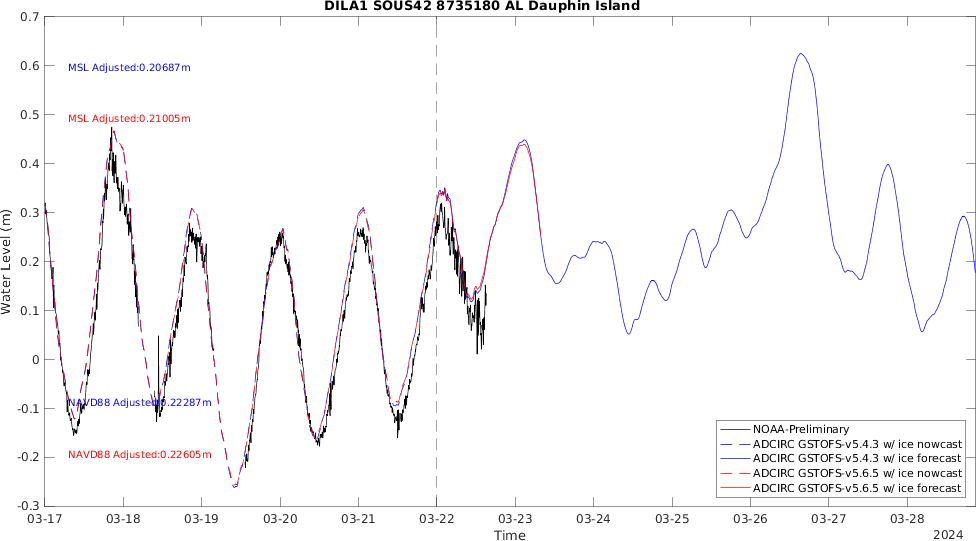 DILA1 SOUS42 8735180 AL Dauphin Island
0.7
0.6
0.5
0.4
0.3
0.2
0.1
0
-0.1
-0.2
-0.3
Water Level (m)
MSL Adjusted:0.20687m
MSL Adjusted:0.21005m
NAVD88 Adjusted:0.22287m
NAVD88 Adjusted:0.22605m
NOAA-Preliminary
ADCIRC GSTOFS-v5.4.3 w/ ice nowcast
ADCIRC GSTOFS-v5.4.3 w/ ice forecast
ADCIRC GSTOFS-v5.6.5 w/ ice nowcast
ADCIRC GSTOFS-v5.6.5 w/ ice forecast
03-17 03-18 03-19 03-20 03-21 03-22 03-23 03-24 03-25 03-26 03-27 03-28
Time
2024